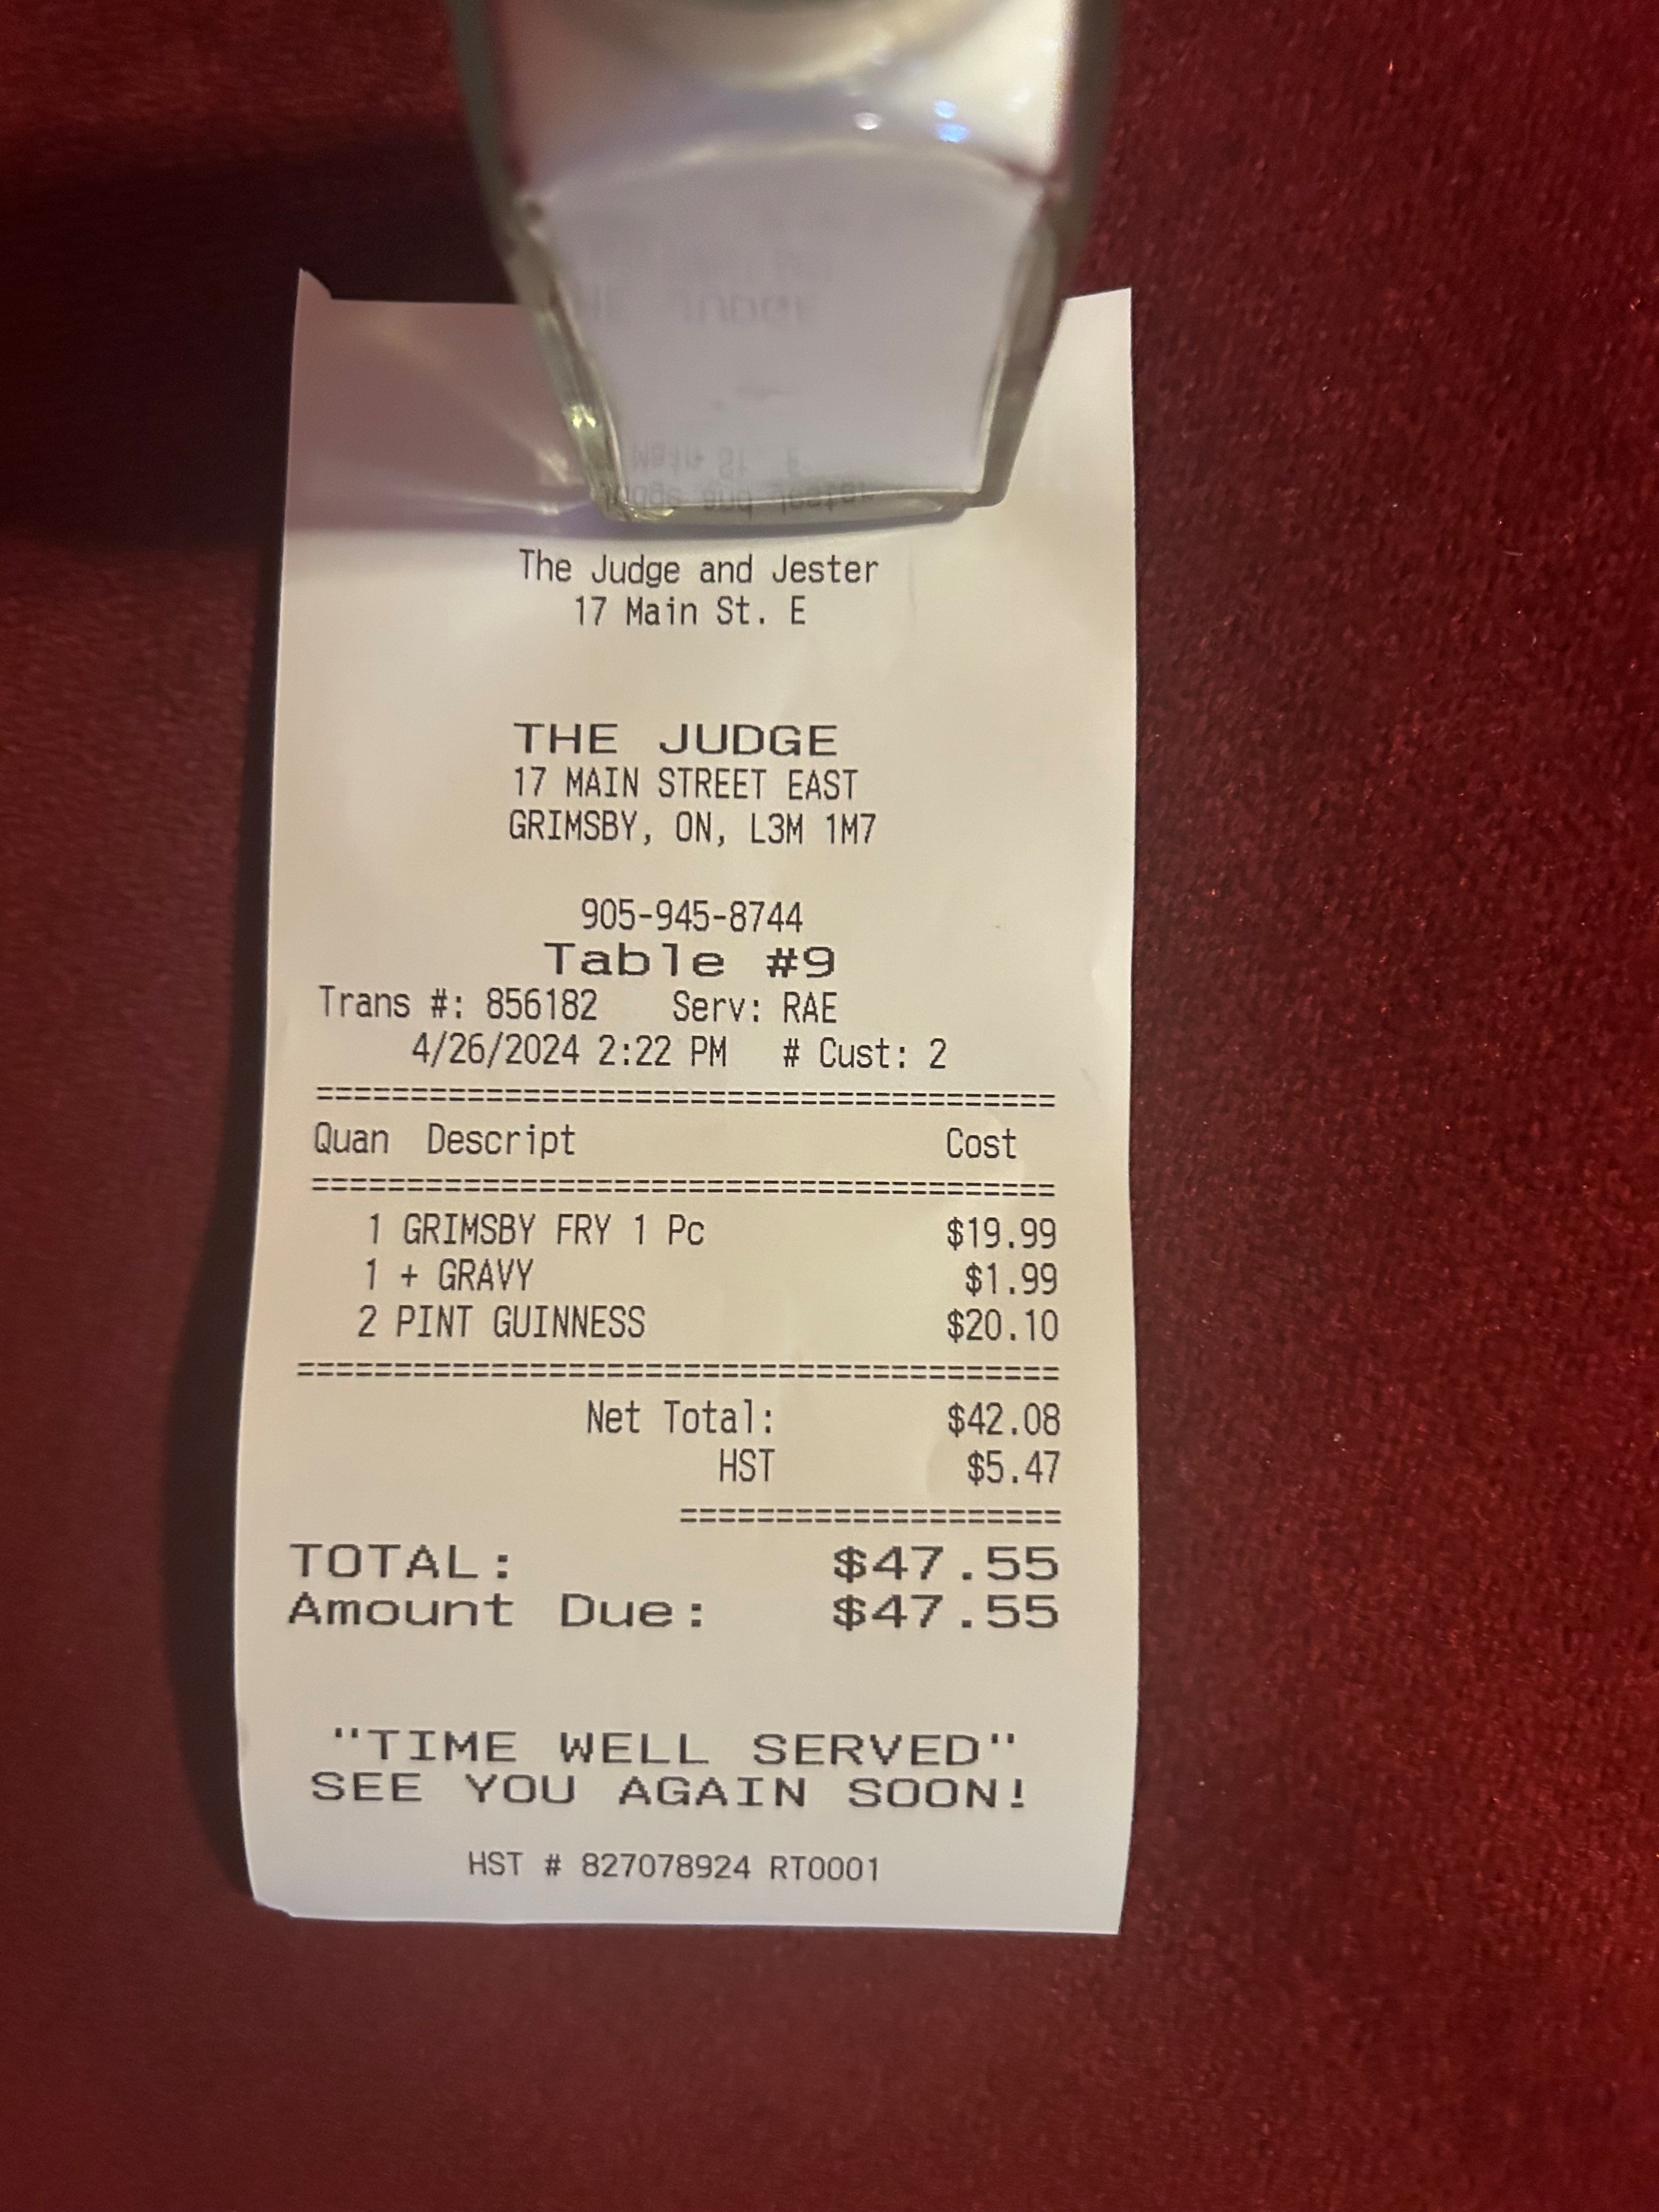 The Judge and Jester
17 Main St. E
THE JUDGE
17 MAIN STREET EAST
GRIMSBY, ON, L3M 1M7
905-945-8744
Table #9
Trans #: 856182 Serv: RAE
4/26/2024 2:22 PM # Cust: 2
=======================================
Quan Descript Cost
=======================================
1 GRIMSBY FRY 1 Pc $19.99
1 + GRAVY $1.99
2 PINT GUINNESS $20.10
=======================================
Net Total: $42.08
HST $5.47
====================
TOTAL: $47.55
Amount Due: $47.55
"TIME WELL SERVED"
SEE YOU AGAIN SOON!
HST # 827078924 RT0001